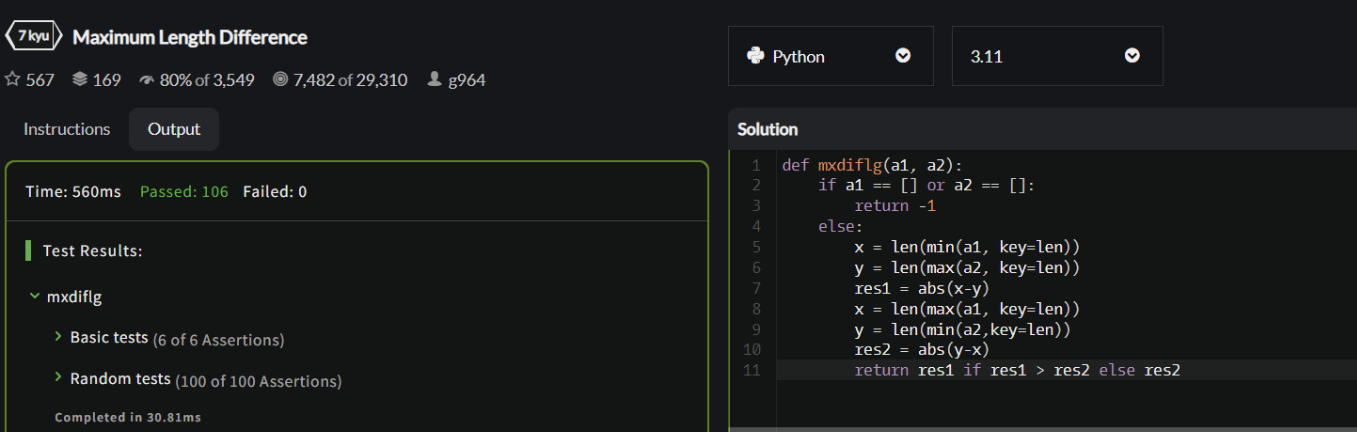 7 kyu Maximum Length Difference
567 169 80% of 3,549 7,482 of 29,310 g964
Instructions Output
Time: 560ms Passed: 106 Failed: 0
Test Results:
mxdiflg
Basic tests (6 of 6 Assertions)
Random tests (100 of 100 Assertions)
Completed in 30.81ms
Python 3.11
Solution
1 def mxdiflg(a1, a2):
2     if a1 == [] or a2 == []:
3         return -1
4     else:
5         x = len(min(a1, key=len))
6         y = len(max(a2, key=len))
7         res1 = abs(x-y)
8         x = len(max(a1, key=len))
9         y = len(min(a2,key=len))
10         res2 = abs(y-x)
11         return res1 if res1 > res2 else res2